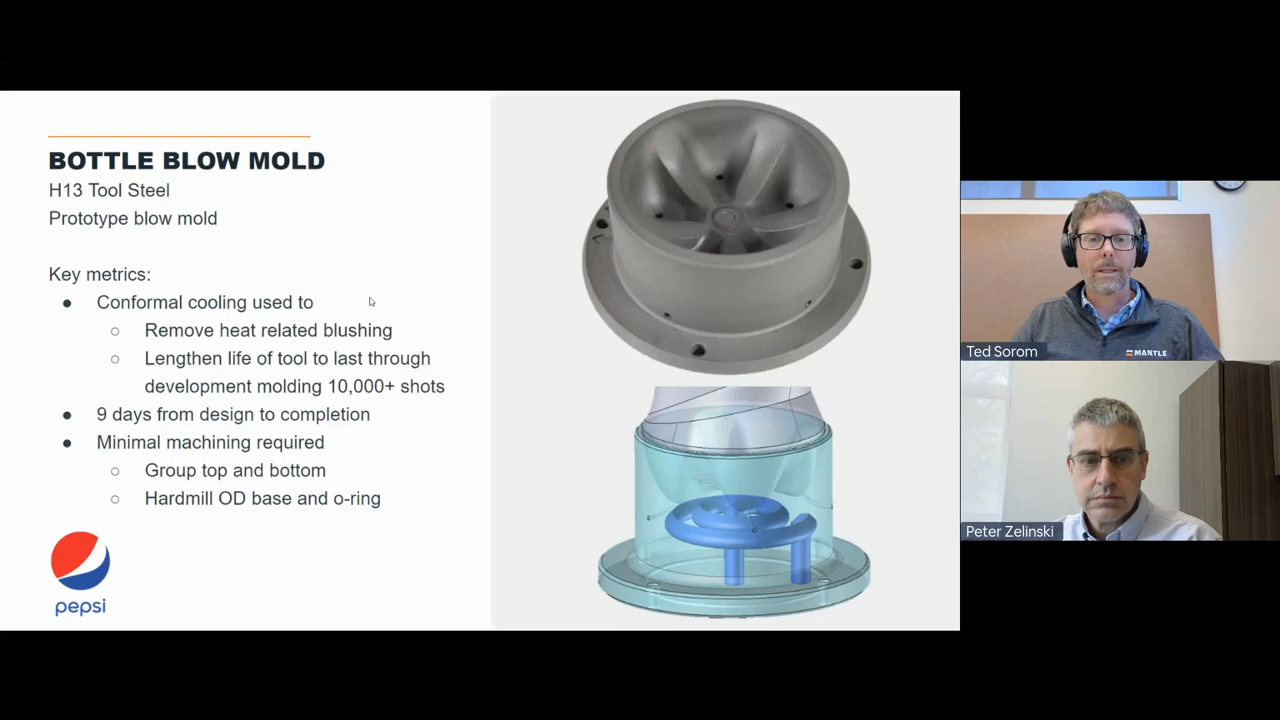 BOTTLE BLOW MOLD
H13 Tool Steel
Prototype blow mold
Key metrics:
● Conformal cooling used to
○ Remove heat related blushing
○ Lengthen life of tool to last through
development molding 10,000+ shots
● 9 days from design to completion
● Minimal machining required
○ Group top and bottom
○ Hardmill OD base and o-ring
pepsi
MANTLE
Ted Sorom
Peter Zelinski